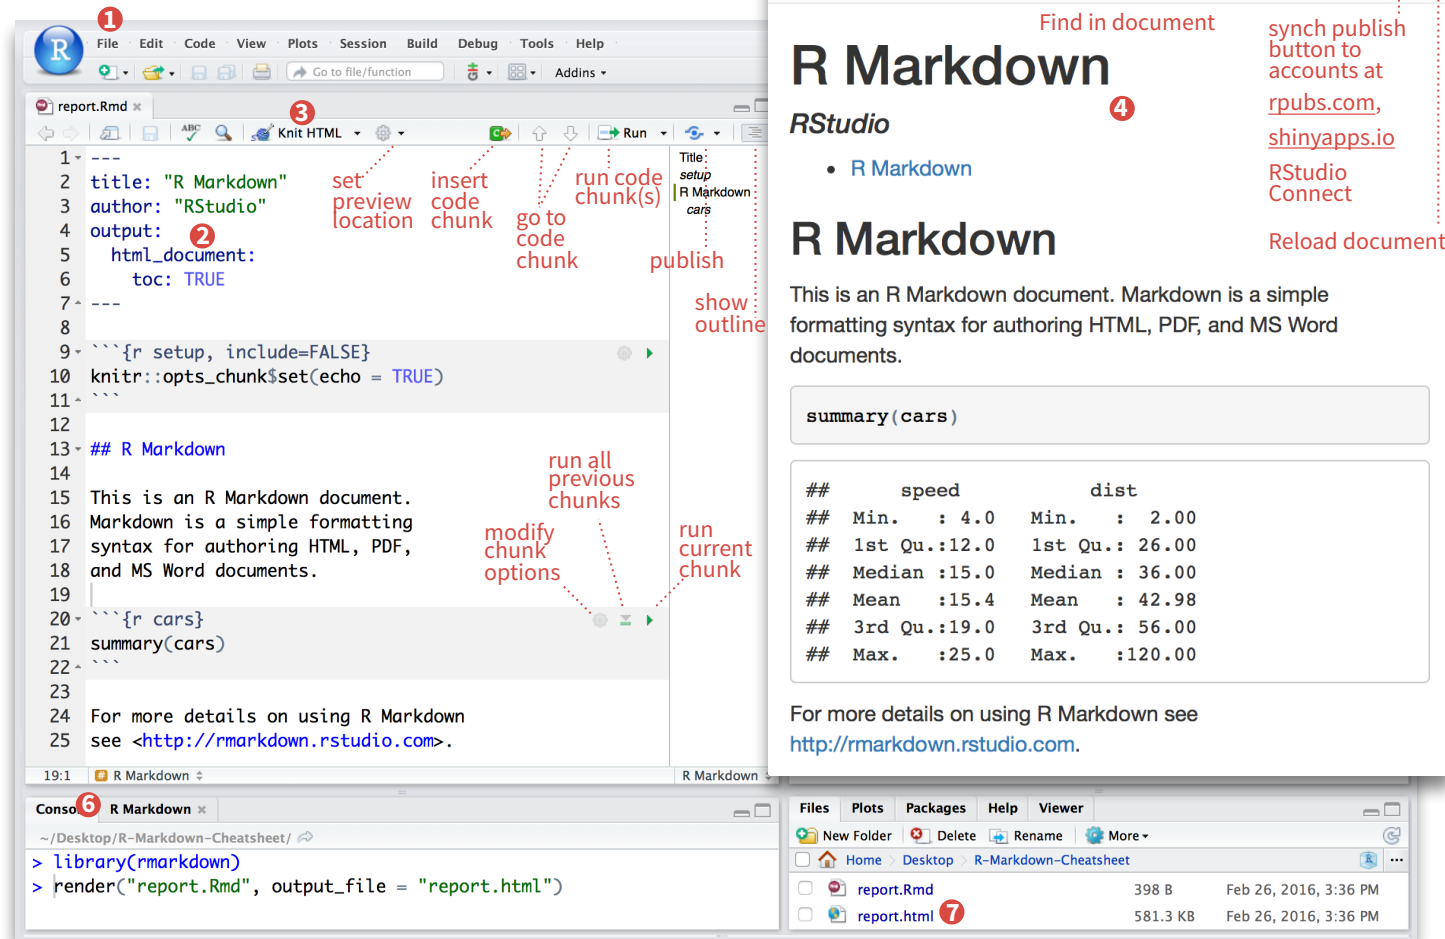 1
File Edit Code View Plots Session Build Debug Tools Help
Go to file/function
Addins
report.Rmd
3
ABC
Knit HTML
Run
1 ---
2 title: "R Markdown"
3 author: "RStudio"
4 output:
2
5 html_document:
6 toc: TRUE
7 ---
8
9 ```{r setup, include=FALSE}
10 knitr::opts_chunk$set(echo = TRUE)
11 ```
12
13 ## R Markdown
14
15 This is an R Markdown document.
16 Markdown is a simple formatting
17 syntax for authoring HTML, PDF,
18 and MS Word documents.
19
20 ```{r cars}
21 summary(cars)
22 ```
23
24 For more details on using R Markdown
25 see <http://rmarkdown.rstudio.com>.
set
preview
location
insert
code
chunk
go to
code
chunk
run code
chunk(s)
publish
show
outline
run all
previous
chunks
modify
chunk
options
run
current
chunk
Title
setup
R Markdown
cars
19:1 R Markdown
R Markdown
Find in document
synch publish
button to
accounts at
rpubs.com,
shinyapps.io
RStudio
Connect
Reload document
R Markdown
4
RStudio
• R Markdown
R Markdown
This is an R Markdown document. Markdown is a simple
formatting syntax for authoring HTML, PDF, and MS Word
documents.
summary(cars)
## speed dist
## Min. : 4.0 Min. : 2.00
## 1st Qu.:12.0 1st Qu.: 26.00
## Median :15.0 Median : 36.00
## Mean :15.4 Mean : 42.98
## 3rd Qu.:19.0 3rd Qu.: 56.00
## Max. :25.0 Max. :120.00
For more details on using R Markdown see
http://rmarkdown.rstudio.com.
6
R Markdown
~/Desktop/R-Markdown-Cheatsheet/
> library(rmarkdown)
> render("report.Rmd", output_file = "report.html")
Files Plots Packages Help Viewer
New Folder Delete Rename More
Home Desktop R-Markdown-Cheatsheet
report.Rmd 398 B Feb 26, 2016, 3:36 PM
report.html 7 581.3 KB Feb 26, 2016, 3:36 PM